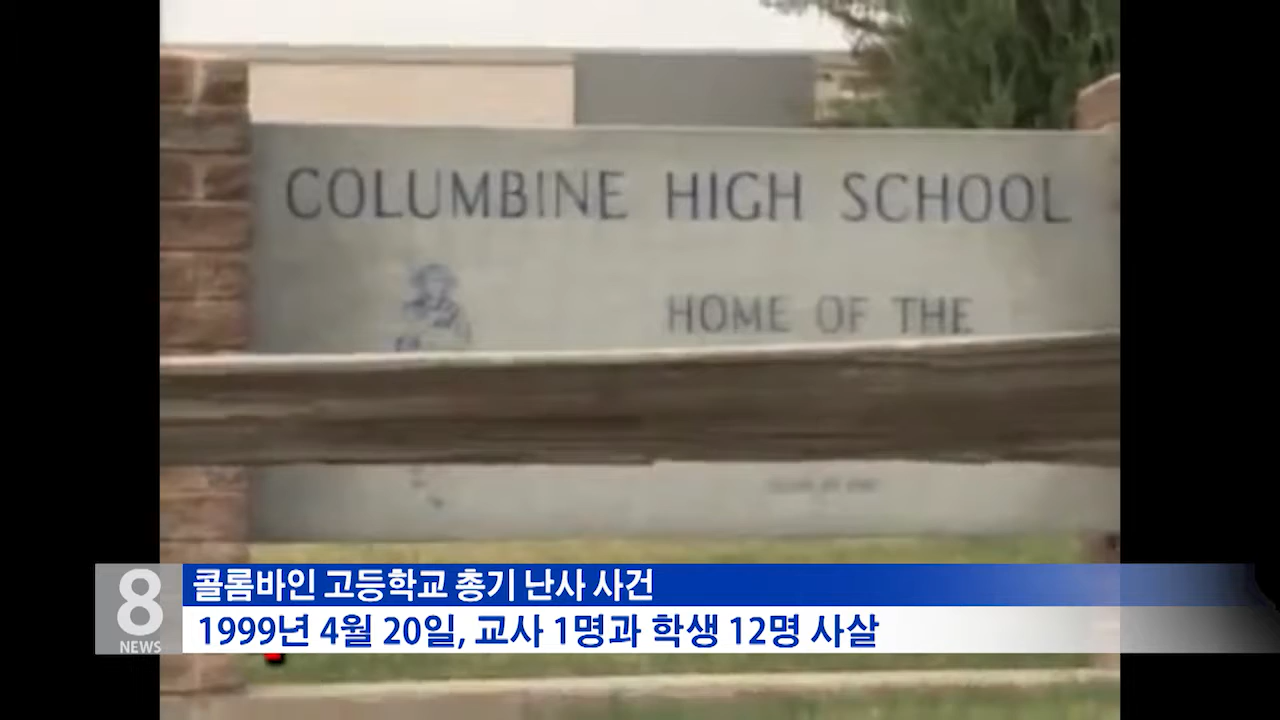 COLUMBINE HIGH SCHOOL
HOME OF THE
8 콜롬바인 고등학교 총기 난사 사건
NEWS 1999년 4월 20일, 교사 1명과 학생 12명 사살